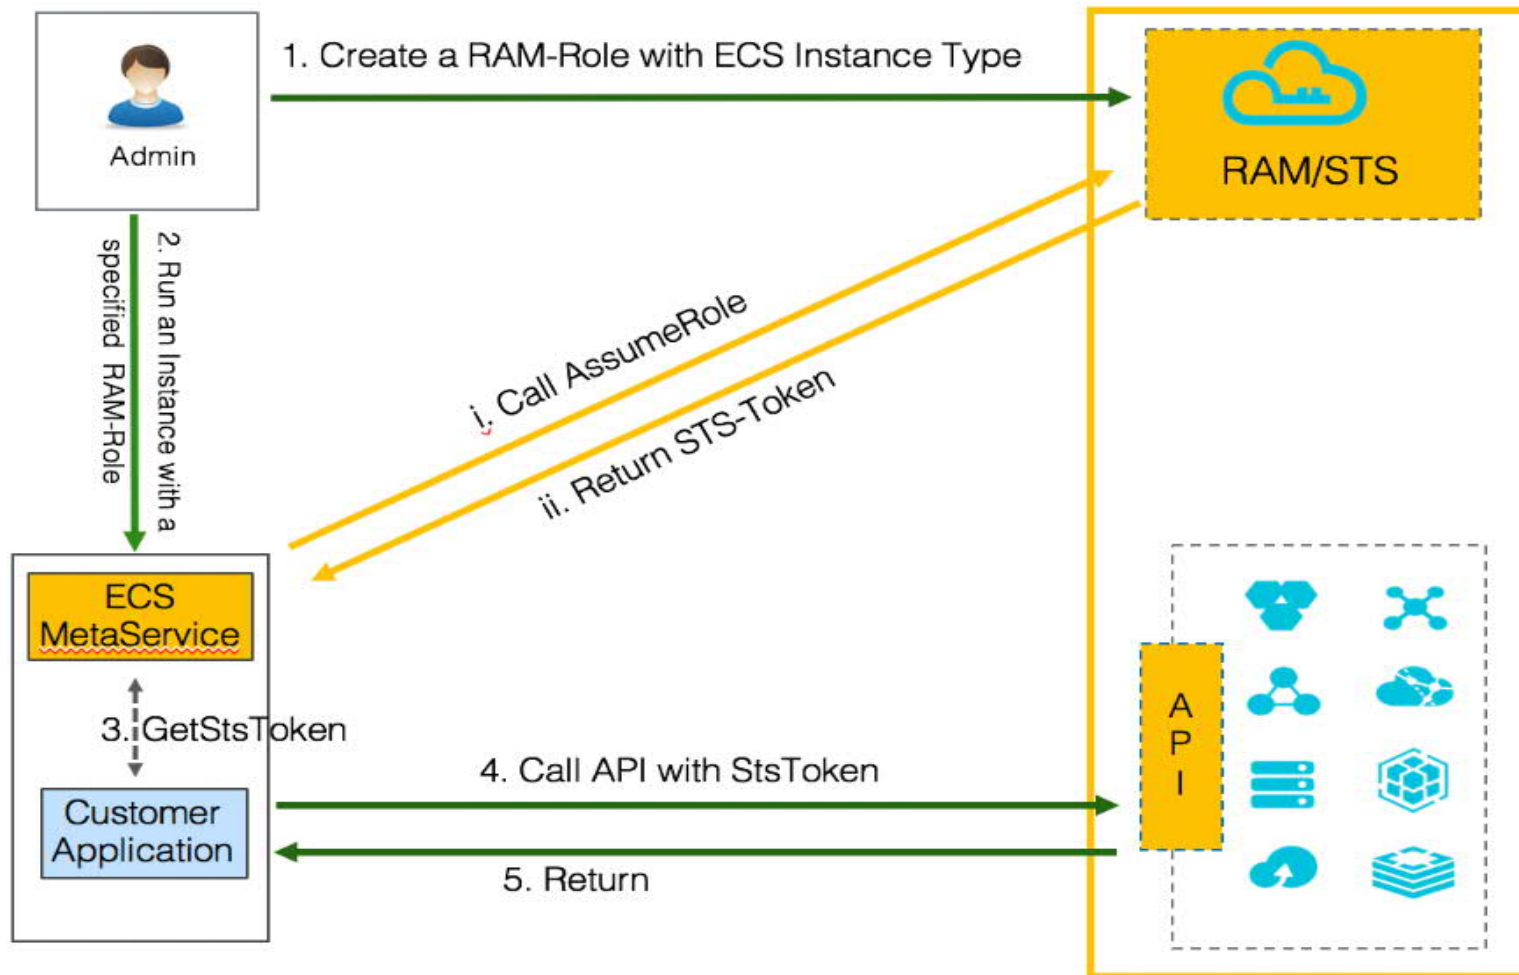 1. Create a RAM-Role with ECS Instance Type
Admin
RAM/STS
2. Run an Instance with a
specified RAM-Role
i. Call AssumeRole
ii. Return STS-Token
ECS
MetaService
3. GetStsToken
Customer
Application
4. Call API with StsToken
5. Return
A
P
I